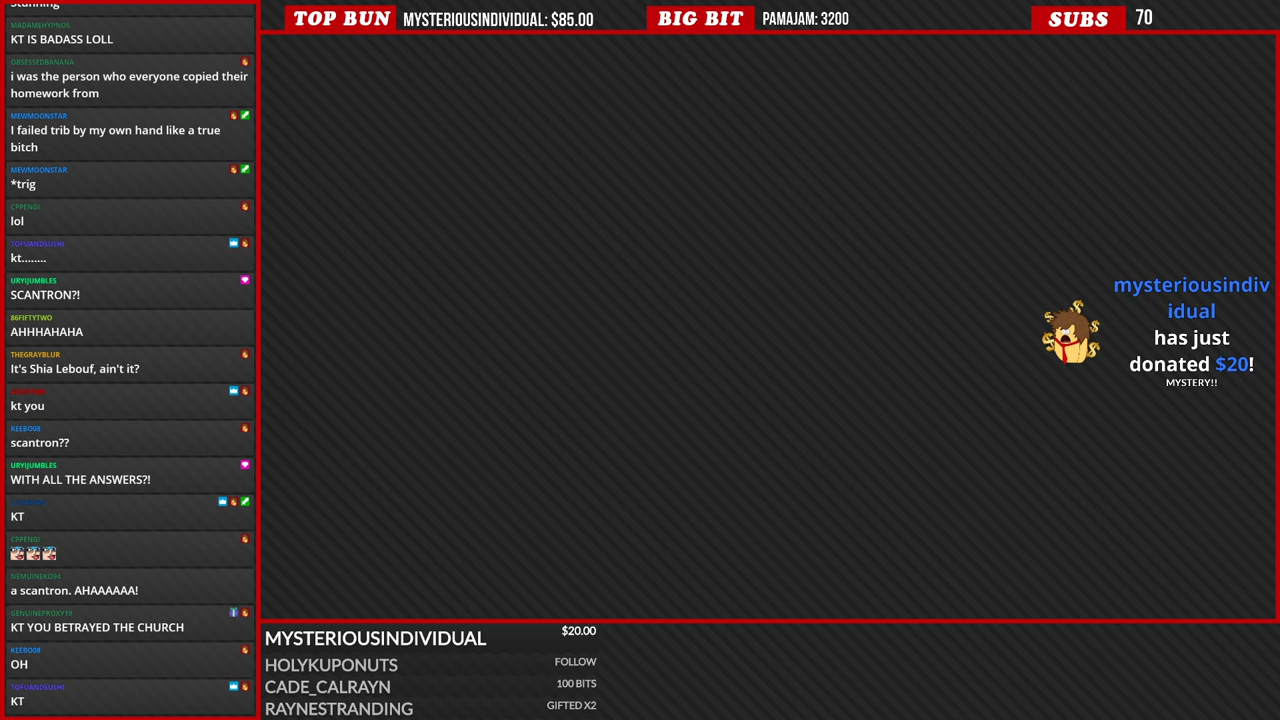 TOP BUN MYSTERIOUSINDIVIDUAL: $85.00 BIG BIT PAMAJAM: 3200 SUBS 70
MADAMEHYPNOS
KT IS BADASS LOLL
OBSESSEDBANANA
i was the person who everyone copied their
homework from
MEWMOONSTAR
I failed trib by my own hand like a true
bitch
MEWMOONSTAR
*trig
CPPENGI
lol
TOFUANDSUSHI
kt........
URYIJUMBLES
SCANTRON?!
86FIFTYTWO
AHHHAHAHA
THEGRAYBLUR
It's Shia Lebouf, ain't it?
kt you
KEEBO08
scantron??
URYIJUMBLES
WITH ALL THE ANSWERS?!
KT
CPPENGI
NEMUINEKO94
a scantron. AHAAAAAA!
GENUINEPROXY19
KT YOU BETRAYED THE CHURCH
KEEBO08
OH
TOFUANDSUSHI
KT
mysteriousindiv
idual
has just
donated $20!
MYSTERY!!
MYSTERIOUSINDIVIDUAL $20.00
HOLYKUPONUTS FOLLOW
CADE_CALRAYN 100 BITS
RAYNESTRANDING GIFTED X2